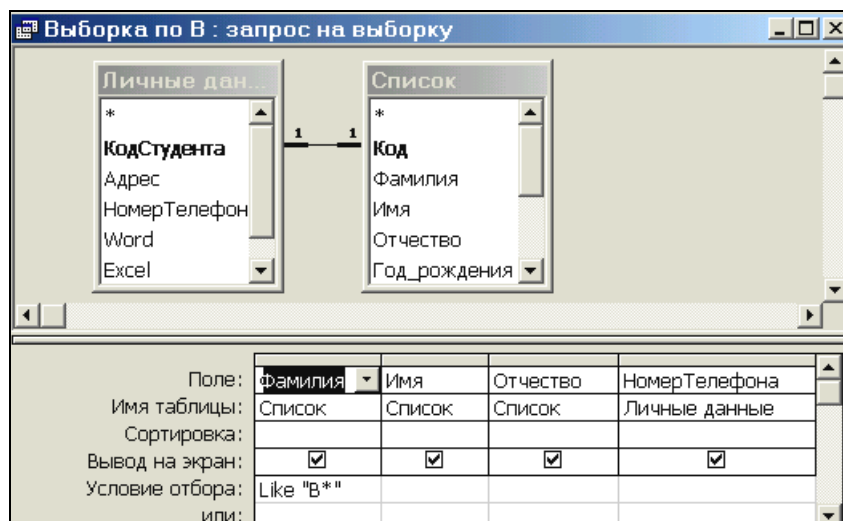 Выборка по В : запрос на выборку
Личные дан...
*
КодСтудента
Адрес
НомерТелефон
Word
Excel
1 1
Список
*
Код
Фамилия
Имя
Отчество
Год_рождения
Поле: Фамилия Имя Отчество НомерТелефона
Имя таблицы: Список Список Список Личные данные
Сортировка:
Вывод на экран:
Условие отбора: Like "В*"
или: